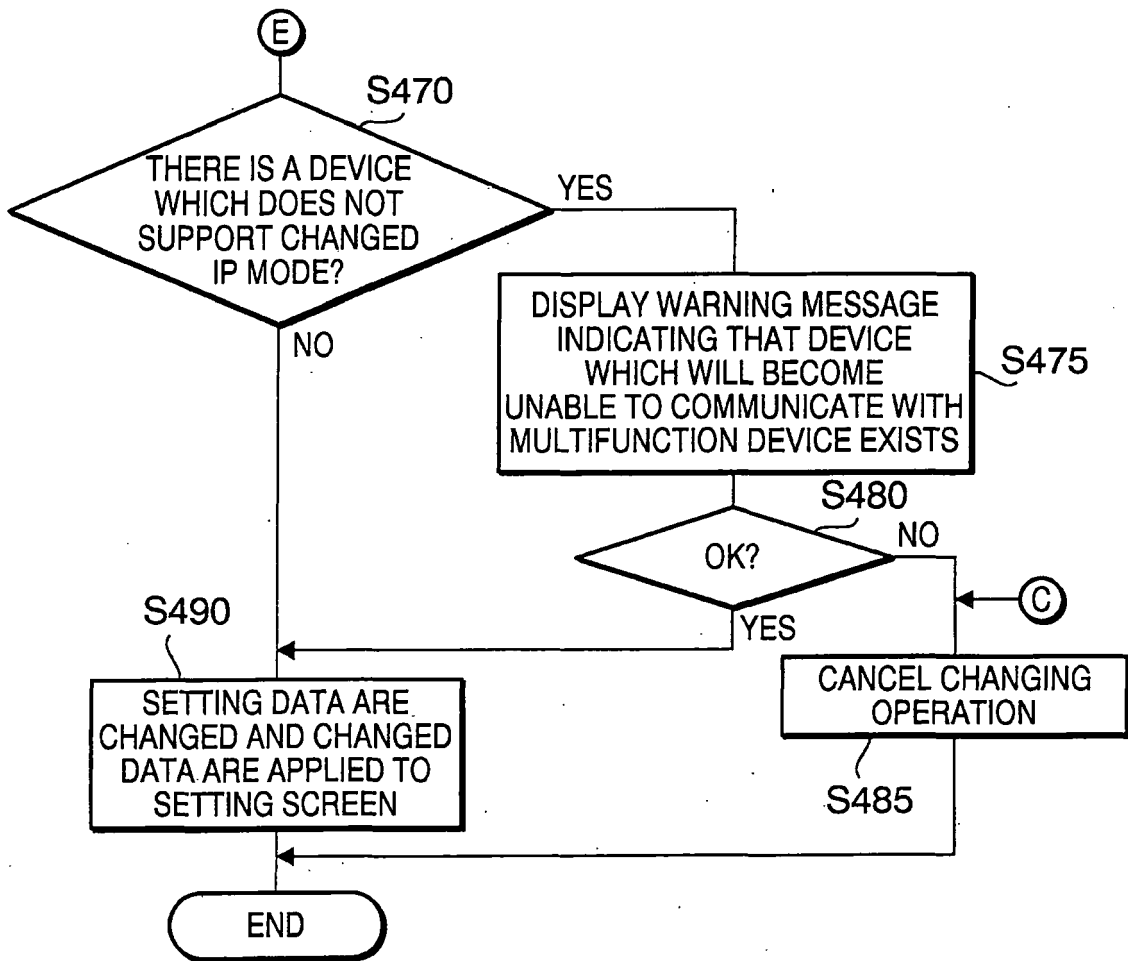 E
S470
THERE IS A DEVICE
WHICH DOES NOT
SUPPORT CHANGED
IP MODE?
YES
NO
DISPLAY WARNING MESSAGE
INDICATING THAT DEVICE
WHICH WILL BECOME
UNABLE TO COMMUNICATE WITH
MULTIFUNCTION DEVICE EXISTS
S475
S480
OK?
NO
YES
C
S490
SETTING DATA ARE
CHANGED AND CHANGED
DATA ARE APPLIED TO
SETTING SCREEN
CANCEL CHANGING
OPERATION
S485
END